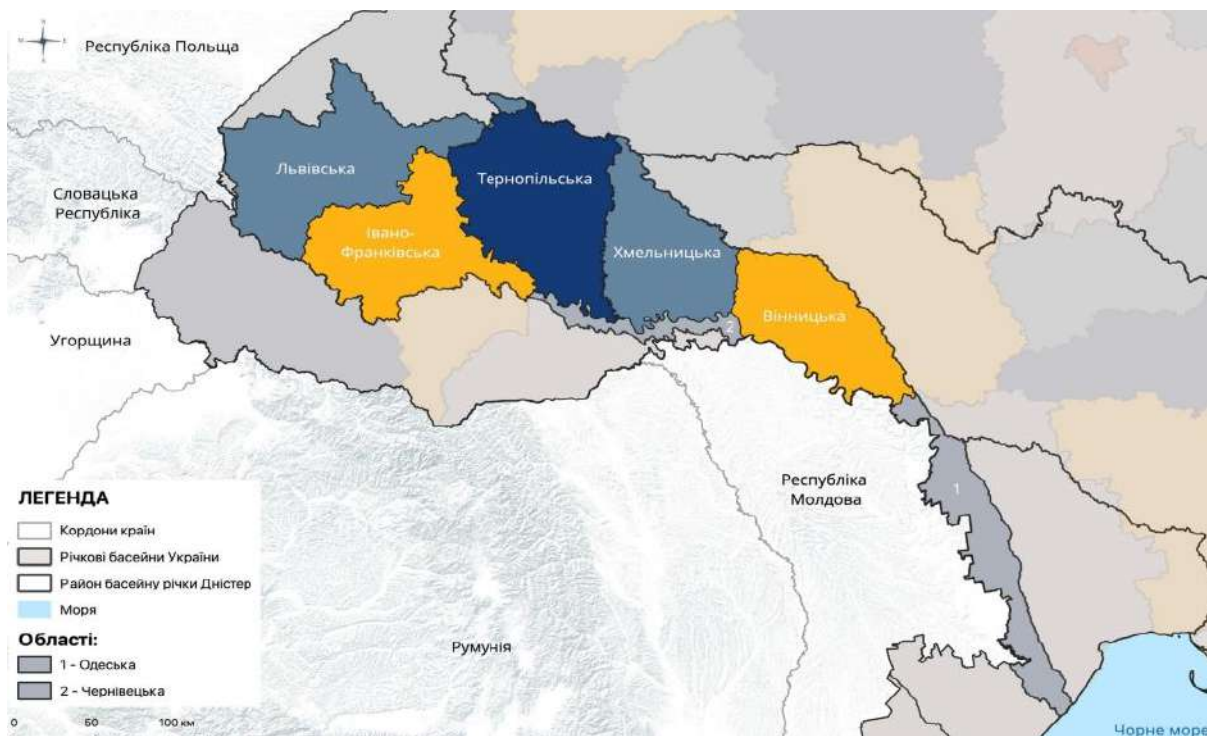 Республіка Польща
Львівська
Тернопільська
Словацька
Республіка
Івано-
Франківська
Хмельницька
Вінницька
2
Угорщина
Республіка
Молдова
1
ЛЕГЕНДА
Кордони країн
Річкові басейни України
Район басейну річки Дністер
Моря
Області:
1 - Одеська
2 - Чернівецька
Румунія
0 50 100 км
Чорне море